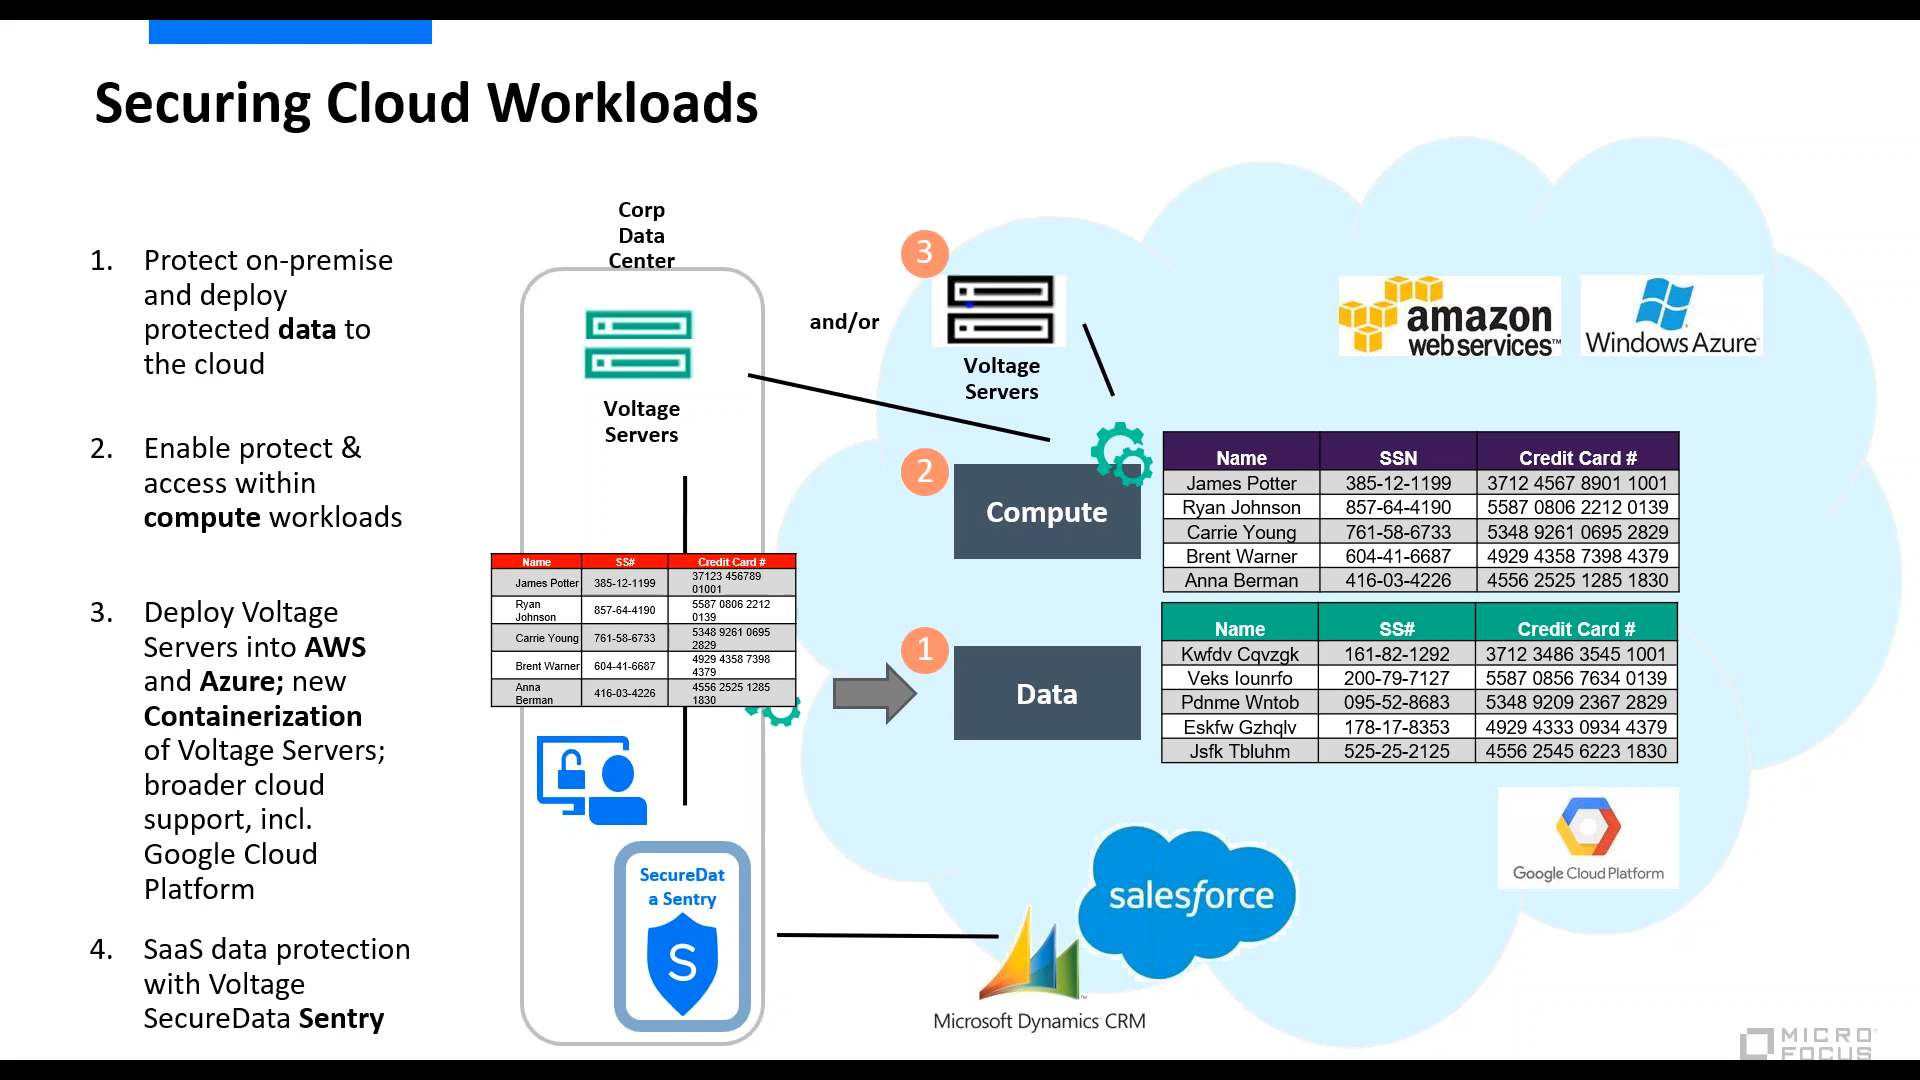 Securing Cloud Workloads
1. Protect on-premise
and deploy
protected data to
the cloud
2. Enable protect &
access within
compute workloads
3. Deploy Voltage
Servers into AWS
and Azure; new
Containerization
of Voltage Servers;
broader cloud
support, incl.
Google Cloud
Platform
4. SaaS data protection
with Voltage
SecureData Sentry
Corp
Data
Center
Voltage
Servers
Name SS# Credit Card #
James Potter 385-12-1199 37123 456789
01001
Ryan
Johnson 857-64-4190 5587 0806 2212
0139
Carrie Young 761-58-6733 5348 9261 0695
2829
Brent Warner 604-41-6687 4929 4358 7398
4379
Anna
Berman 416-03-4226 4556 2525 1285
1830
SecureDat
a Sentry
S
and/or
3
Voltage
Servers
amazon
webservices™
Windows Azure™
2
Compute
Name SSN Credit Card #
James Potter 385-12-1199 3712 4567 8901 1001
Ryan Johnson 857-64-4190 5587 0806 2212 0139
Carrie Young 761-58-6733 5348 9261 0695 2829
Brent Warner 604-41-6687 4929 4358 7398 4379
Anna Berman 416-03-4226 4556 2525 1285 1830
1
Data
Name SS# Credit Card #
Kwfdv Cqvzgk 161-82-1292 3712 3486 3545 1001
Veks Iounrfo 200-79-7127 5587 0856 7634 0139
Pdnme Wntob 095-52-8683 5348 9209 2367 2829
Eskfw Gzhqlv 178-17-8353 4929 4333 0934 4379
Jsfk Tbluhm 525-25-2125 4556 2545 6223 1830
Google Cloud Platform
salesforce
Microsoft Dynamics CRM
MICRO
FOCUS